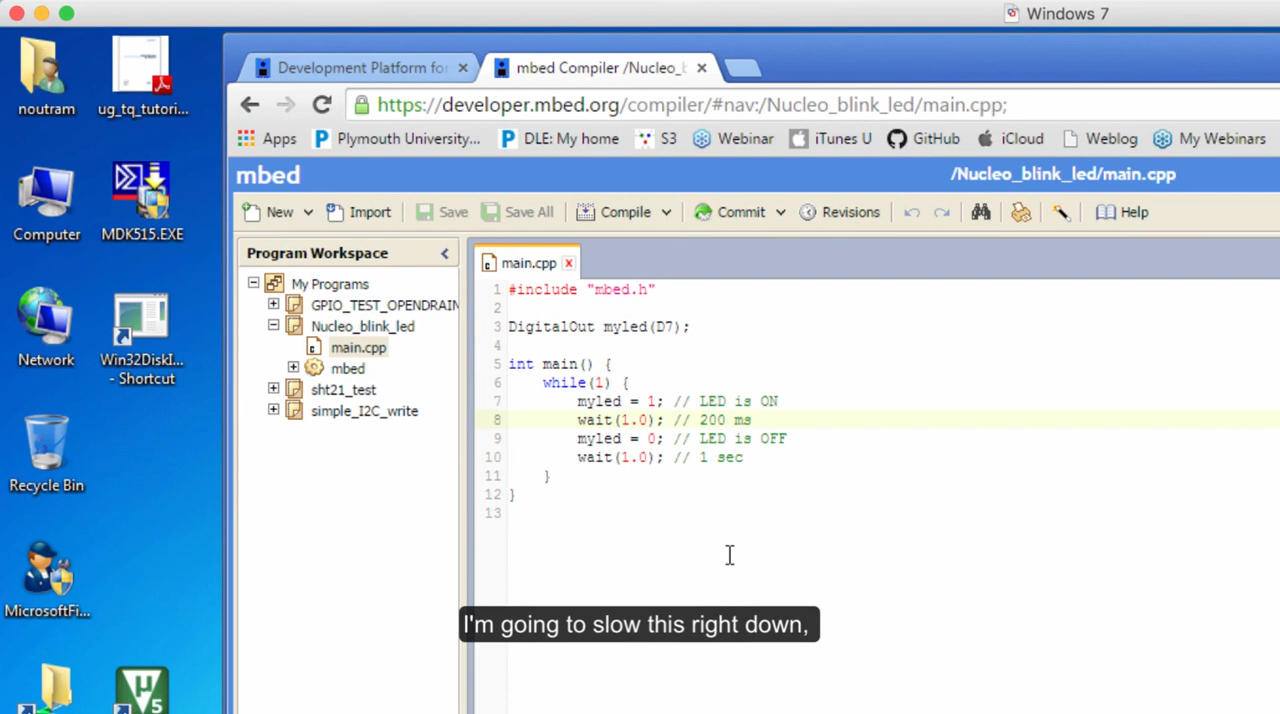 Windows 7
noutram
ug_tq_tutori...
Computer
MDK515.EXE
Network
Win32DiskI...
- Shortcut
Recycle Bin
MicrosoftFi...
μ
5
Development Platform fo
mbed Compiler /Nucleo_b
https://developer.mbed.org/compiler/#nav:/Nucleo_blink_led/main.cpp;
Apps
Plymouth University...
DLE: My home
S3
Webinar
iTunes U
GitHub
iCloud
Weblog
My Webinars
mbed
/Nucleo_blink_led/main.cpp
New
Import
Save
Save All
Compile
Commit
Revisions
Help
Program Workspace
My Programs
GPIO_TEST_OPENDRAIN
Nucleo_blink_led
main.cpp
mbed
sht21_test
simple_I2C_write
main.cpp
1 #include "mbed.h"
2
3 DigitalOut myled(D7);
4
5 int main() {
6 while(1) {
7 myled = 1; // LED is ON
8 wait(1.0); // 200 ms
9 myled = 0; // LED is OFF
10 wait(1.0); // 1 sec
11 }
12 }
13
I'm going to slow this right down,